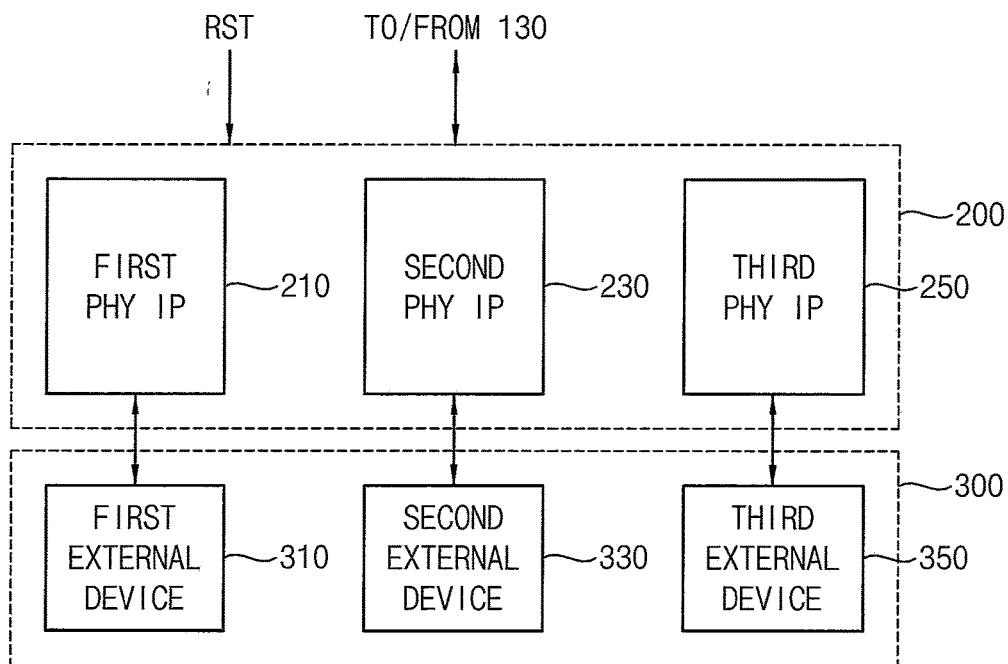 RST
TO/FROM 130
200
FIRST
PHY IP
210
SECOND
PHY IP
230
THIRD
PHY IP
250
300
FIRST
EXTERNAL
DEVICE
310
SECOND
EXTERNAL
DEVICE
330
THIRD
EXTERNAL
DEVICE
350